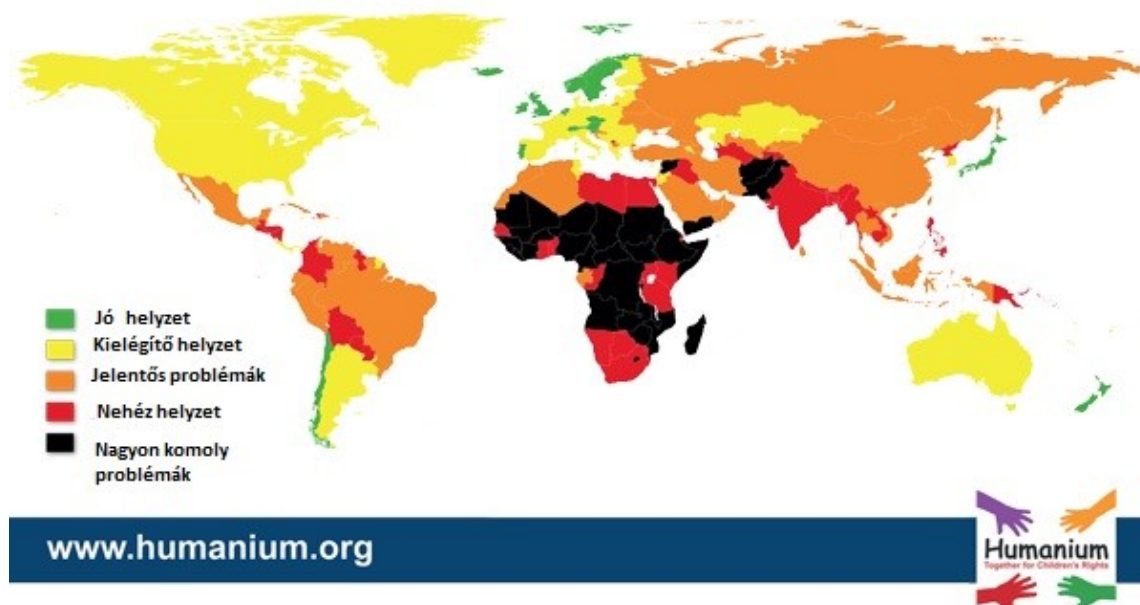 Jó helyzet
Kielégítő helyzet
Jelentős problémák
Nehéz helyzet
Nagyon komoly
problémák
www.humanium.org
Humanium
Together for Children's Rights